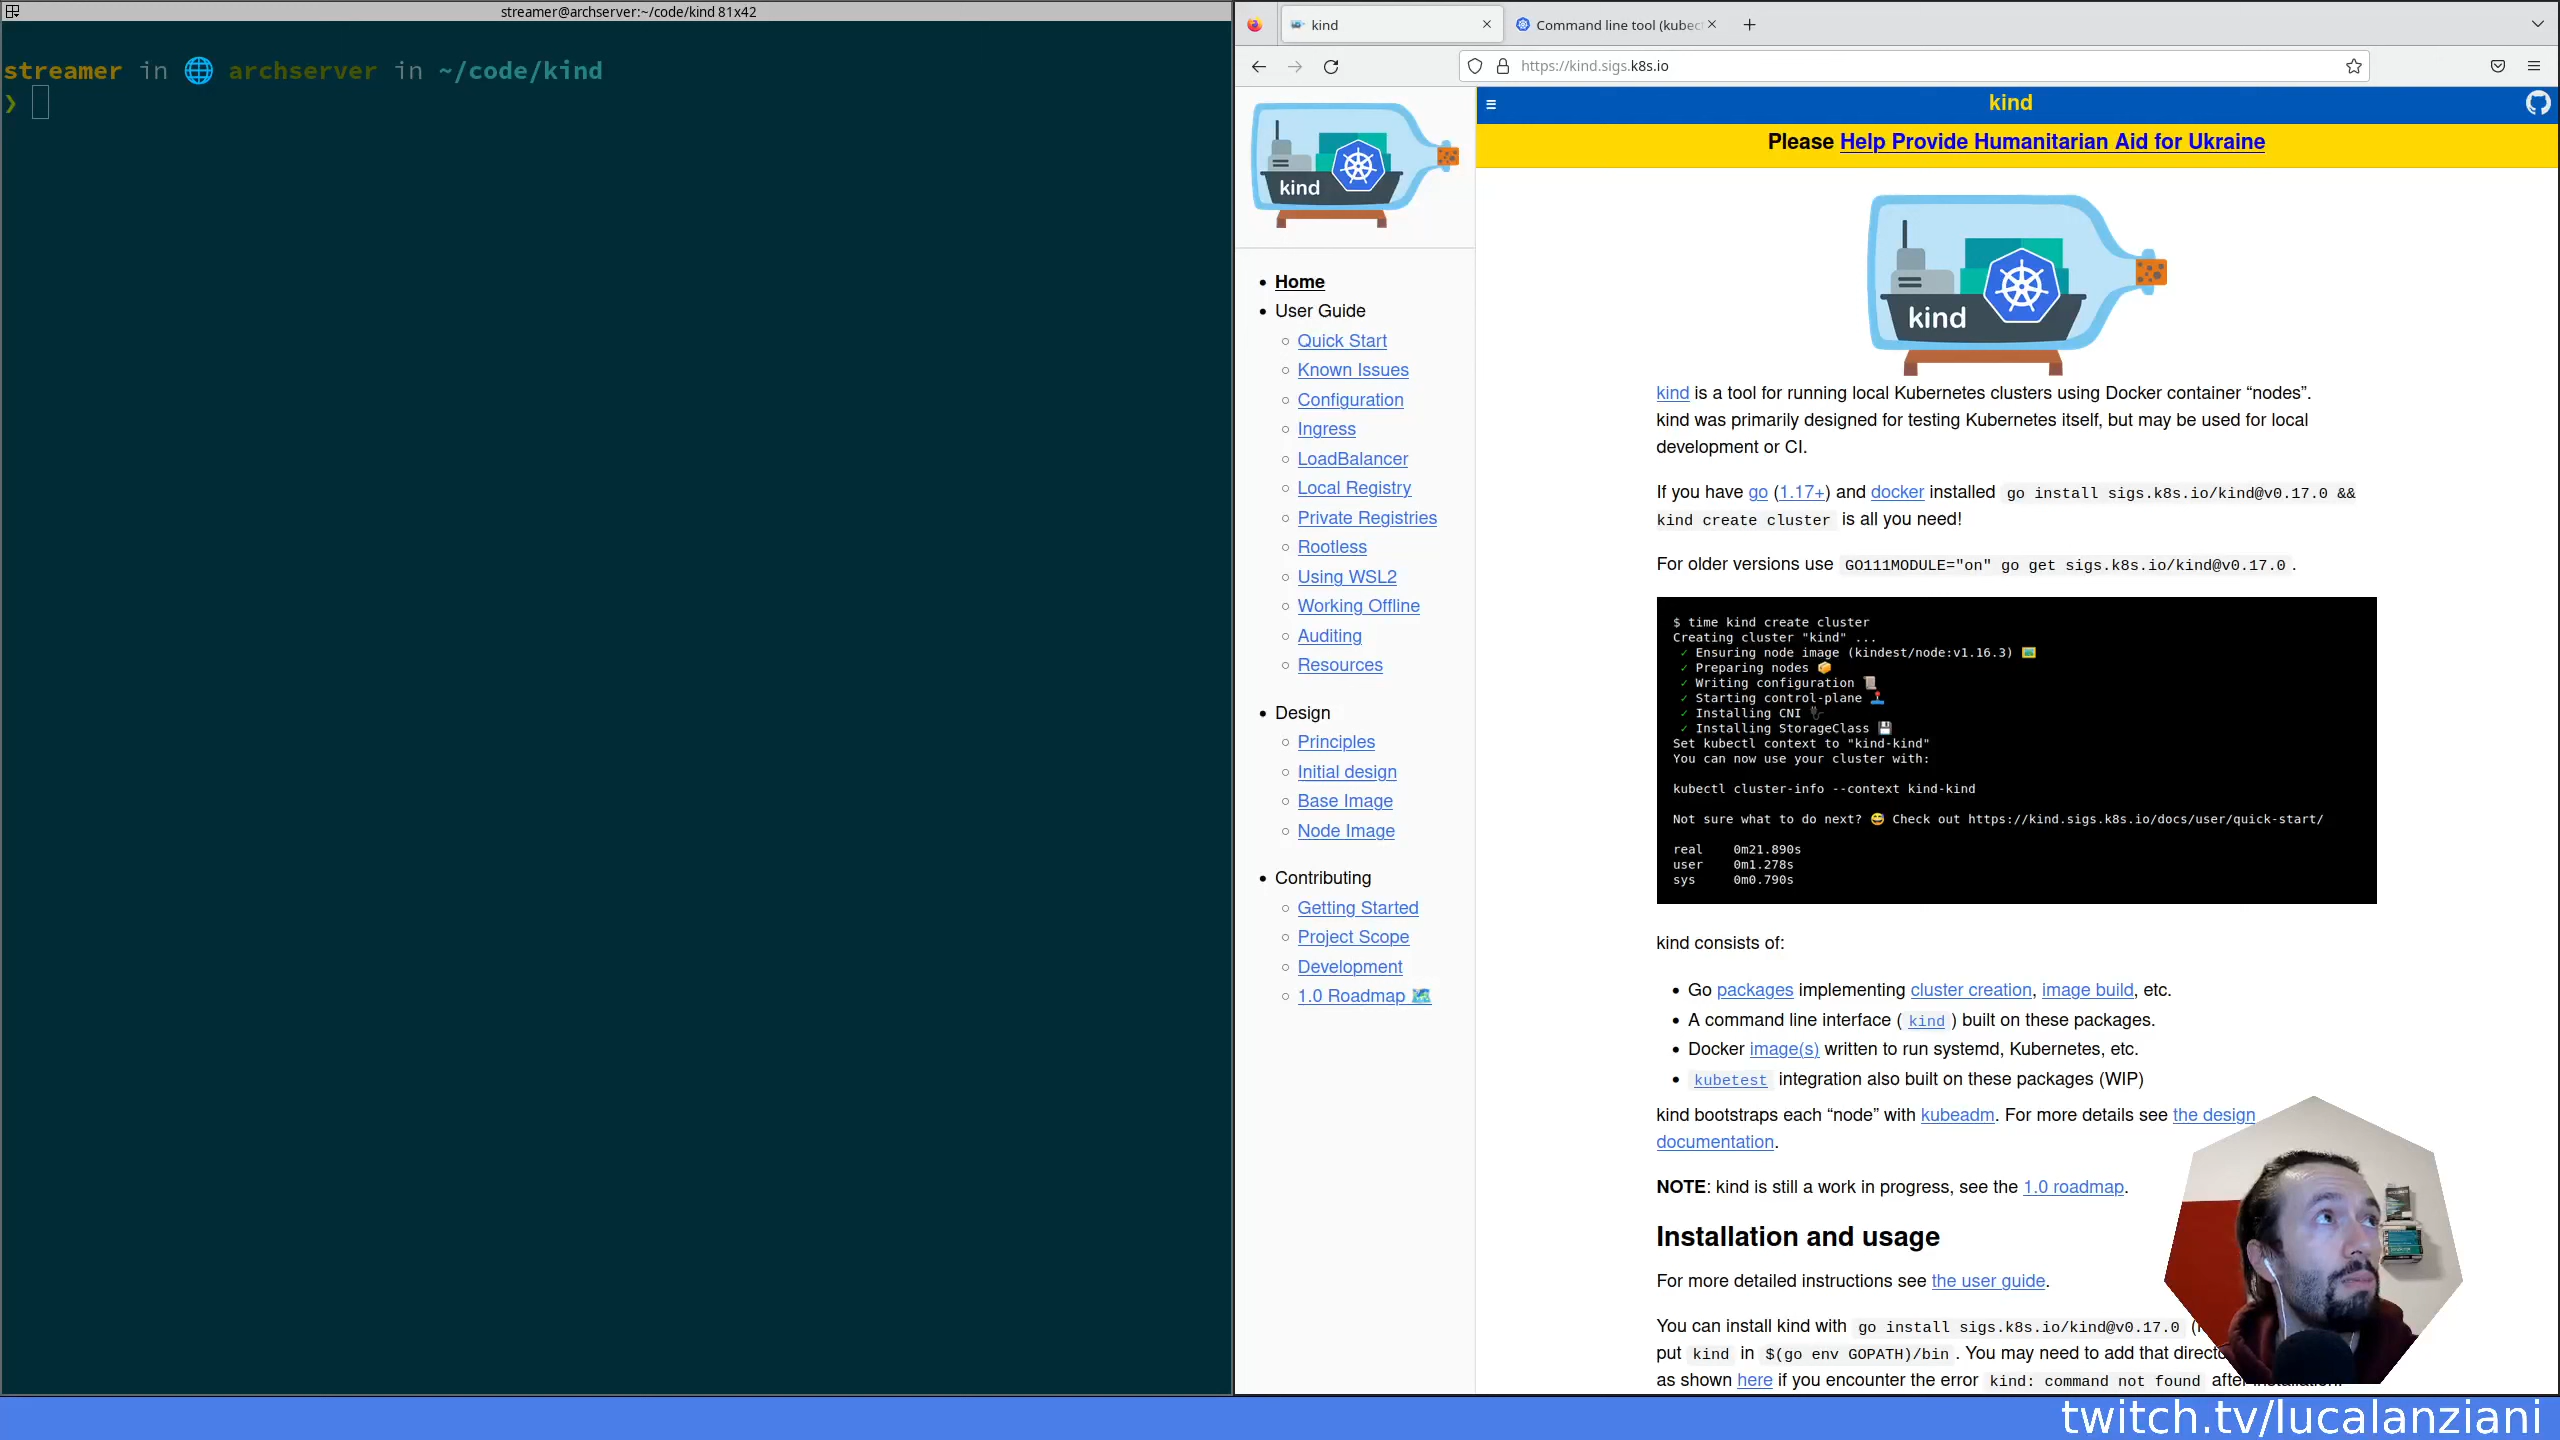 streamer@archserver:~/code/kind 81x42
streamer in 🌐 archserver in ~/code/kind
❯
kind
Command line tool (kubec
https://kind.sigs.k8s.io
kind
Home
User Guide
Quick Start
Known Issues
Configuration
Ingress
LoadBalancer
Local Registry
Private Registries
Rootless
Using WSL2
Working Offline
Auditing
Resources
Design
Principles
Initial design
Base Image
Node Image
Contributing
Getting Started
Project Scope
Development
1.0 Roadmap 🗺️
kind
Please Help Provide Humanitarian Aid for Ukraine
kind
kind is a tool for running local Kubernetes clusters using Docker container “nodes”.
kind was primarily designed for testing Kubernetes itself, but may be used for local
development or CI.
If you have go (1.17+) and docker installed go install sigs.k8s.io/kind@v0.17.0 &&
kind create cluster is all you need!
For older versions use GO111MODULE="on" go get sigs.k8s.io/kind@v0.17.0.
$ time kind create cluster
Creating cluster "kind" ...
✓ Ensuring node image (kindest/node:v1.16.3) 🖼
✓ Preparing nodes 📦
✓ Writing configuration 📜
✓ Starting control-plane 🕹️
✓ Installing CNI 🔌
✓ Installing StorageClass 💾
Set kubectl context to "kind-kind"
You can now use your cluster with:
kubectl cluster-info --context kind-kind
Not sure what to do next? 😅 Check out https://kind.sigs.k8s.io/docs/user/quick-start/
real 0m21.890s
user 0m1.278s
sys 0m0.790s
kind consists of:
Go packages implementing cluster creation, image build, etc.
A command line interface (kind) built on these packages.
Docker image(s) written to run systemd, Kubernetes, etc.
kubetest integration also built on these packages (WIP)
kind bootstraps each “node” with kubeadm. For more details see the design
documentation.
NOTE: kind is still a work in progress, see the 1.0 roadmap.
Installation and usage
For more detailed instructions see the user guide.
You can install kind with go install sigs.k8s.io/kind@v0.17.0
put kind in $(go env GOPATH)/bin. You may need to add that
as shown here if you encounter the error kind: command not found
twitch.tv/lucalanziani